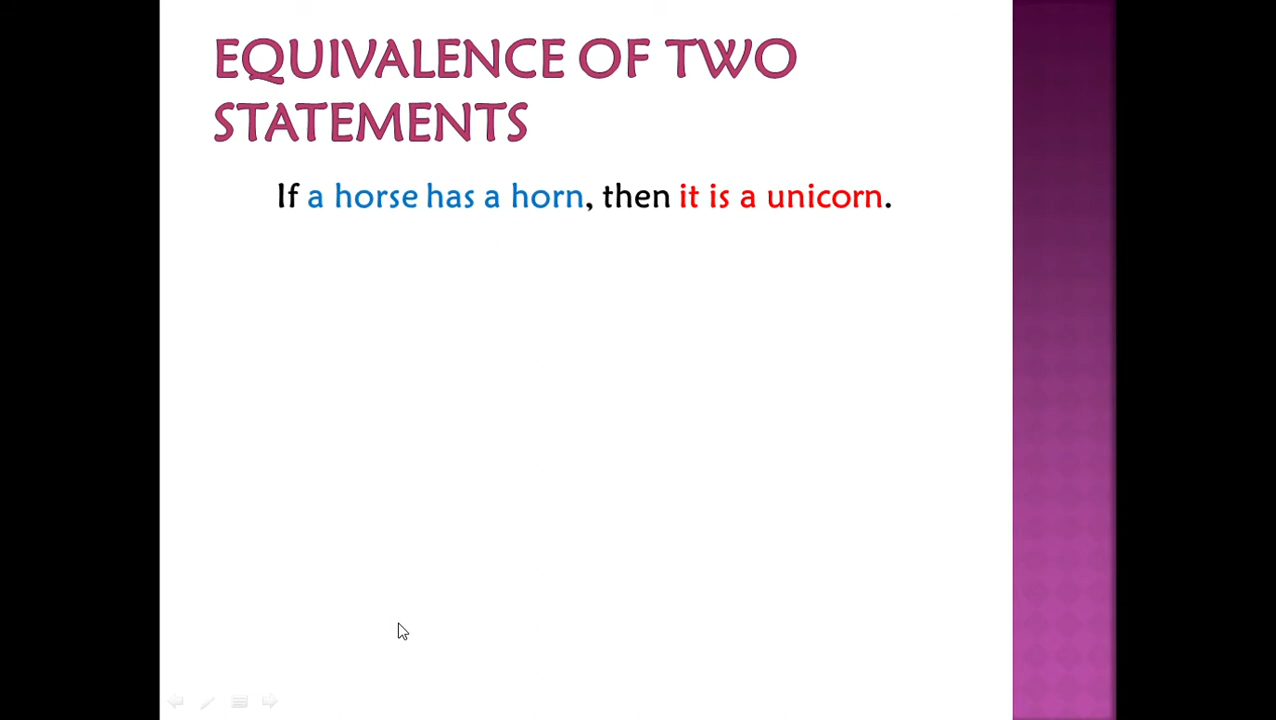 EQUIVALENCE OF TWO
STATEMENTS
If a horse has a horn, then it is a unicorn.